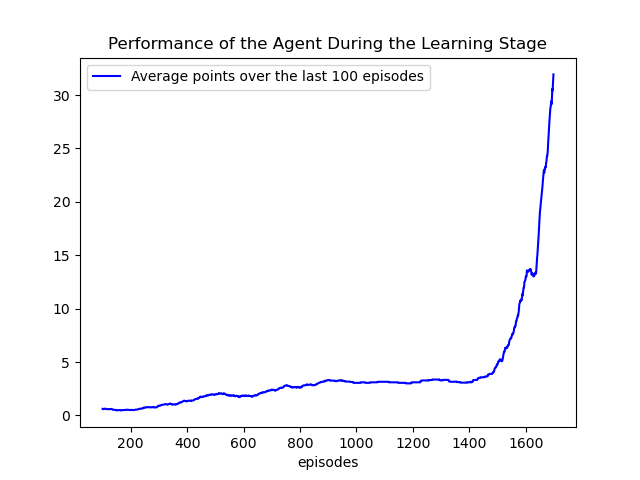 Performance of the Agent During the Learning Stage
Average points over the last 100 episodes
30
25
20
15
10
5
0
200 400 600 800 1000 1200 1400 1600
episodes